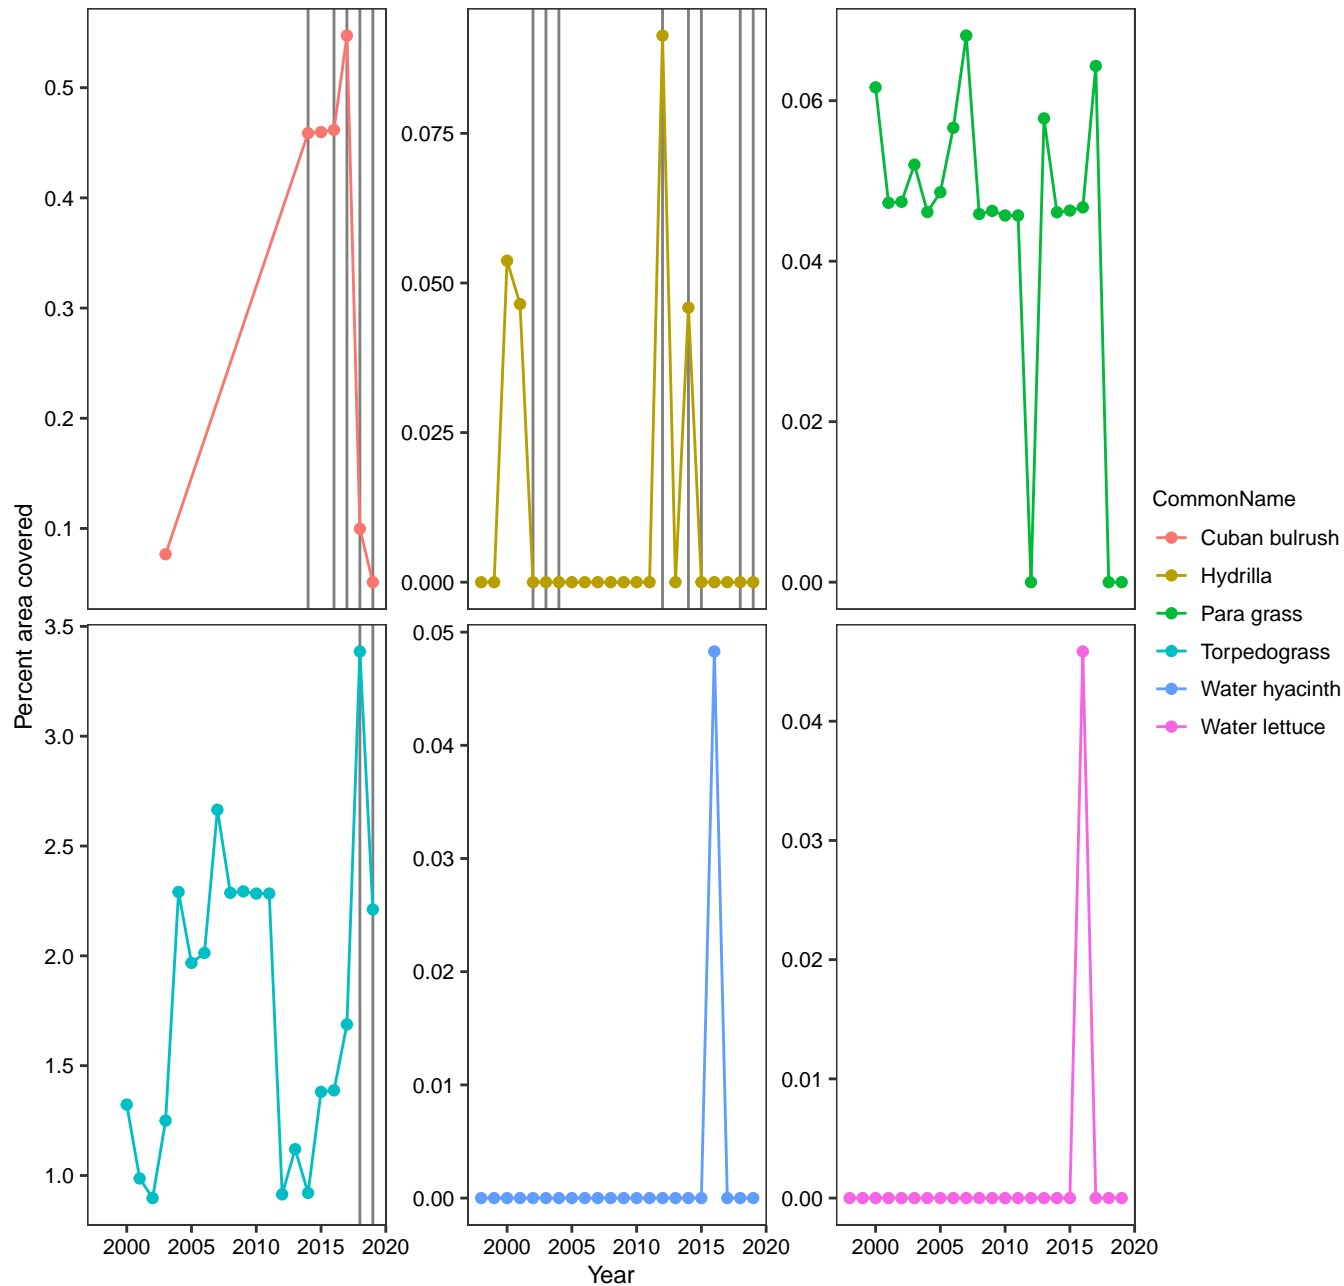 0.5
0.4
0.3
0.2
0.1
0.075
0.050
0.025
0.000
0.06
0.04
0.02
0.00
Percent area covered
3.5
3.0
2.5
2.0
1.5
1.0
0.05
0.04
0.03
0.02
0.01
0.00
0.04
0.03
0.02
0.01
0.00
2000 2005 2010 2015 2020
2000 2005 2010 2015 2020
2000 2005 2010 2015 2020
Year
CommonName
Cuban bulrush
Hydrilla
Para grass
Torpedograss
Water hyacinth
Water lettuce